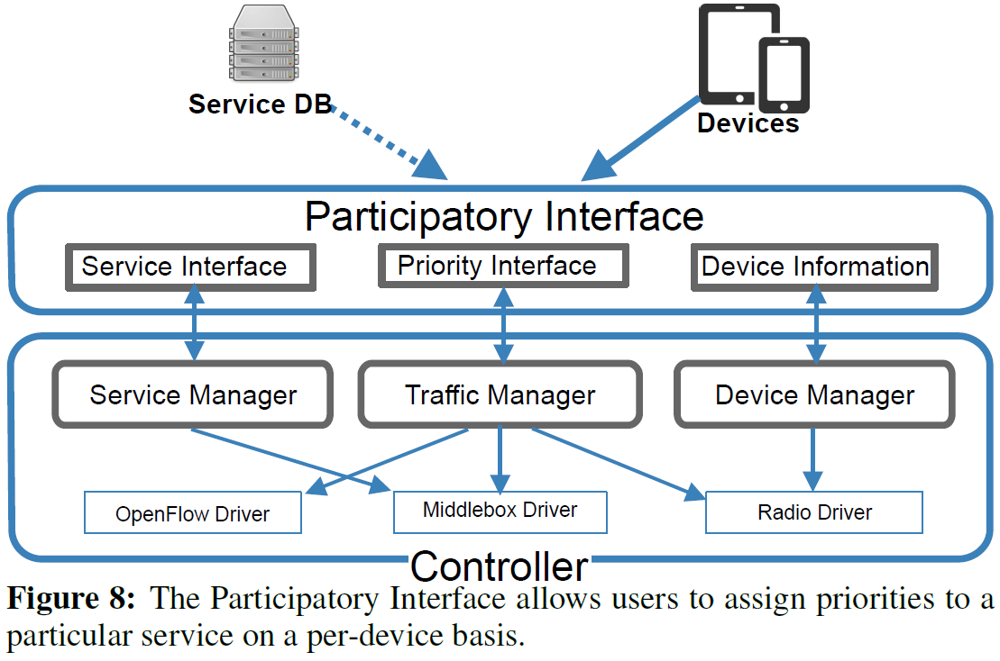 Service DB
Devices
Participatory Interface
Service Interface
Priority Interface
Device Information
Service Manager
Traffic Manager
Device Manager
OpenFlow Driver
Middlebox Driver
Radio Driver
Controller
Figure 8: The Participatory Interface allows users to assign priorities to a
particular service on a per-device basis.